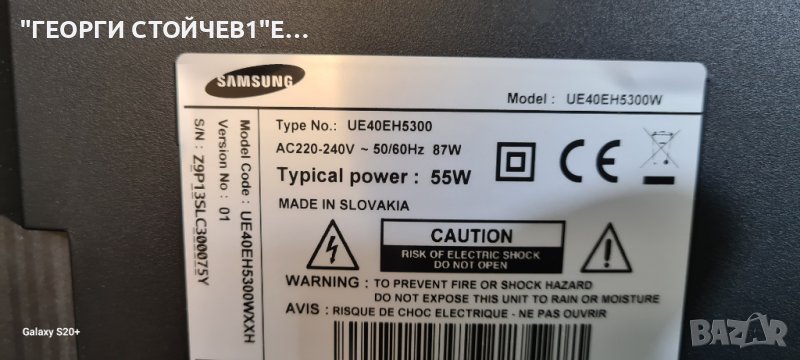 "ГЕОРГИ СТОЙЧЕВ1"Е...
SAMSUNG
Model : UE40EH5300W
Type No.: UE40EH5300
AC220-240V ~ 50/60Hz 87W
Typical power : 55W
MADE IN SLOVAKIA
CAUTION
RISK OF ELECTRIC SHOCK
DO NOT OPEN
WARNING : TO PREVENT FIRE OR SHOCK HAZARD
DO NOT EXPOSE THIS UNIT TO RAIN OR MOISTURE
AVIS : RISQUE DE CHOC ELECTRIQUE - NE PAS OUVRIR
Model Code : UE40EH5300WXXH
Version No : 01
S/N : Z9P13SLC300075Y
CE
Galaxy S20+
BAZAR